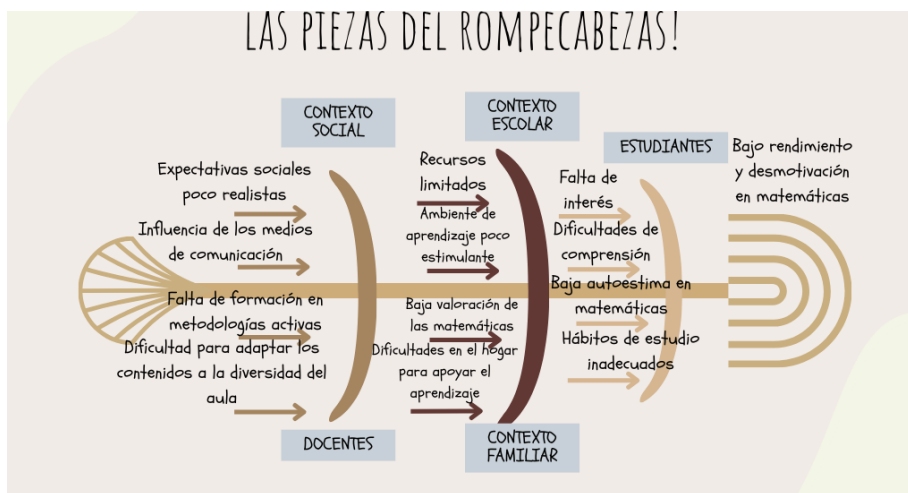 LAS PIEZAS DEL ROMPECABEZAS!
CONTEXTO
SOCIAL
Expectativas sociales
poco realistas
Influencia de los medios
de comunicación
Falta de formación en
metodologías activas
Dificultad para adaptar los
contenidos a la diversidad del
aula
DOCENTES
CONTEXTO
ESCOLAR
Recursos
limitados
Ambiente de
aprendizaje poco
estimulante
Baja valoración de
las matemáticas
Dificultades en el hogar
para apoyar el
aprendizaje
CONTEXTO
FAMILIAR
ESTUDIANTES
Falta de
interés
Dificultades de
comprensión
Baja autoestima en
matemáticas
Hábitos de estudio
inadecuados
Bajo rendimiento
y desmotivación
en matemáticas